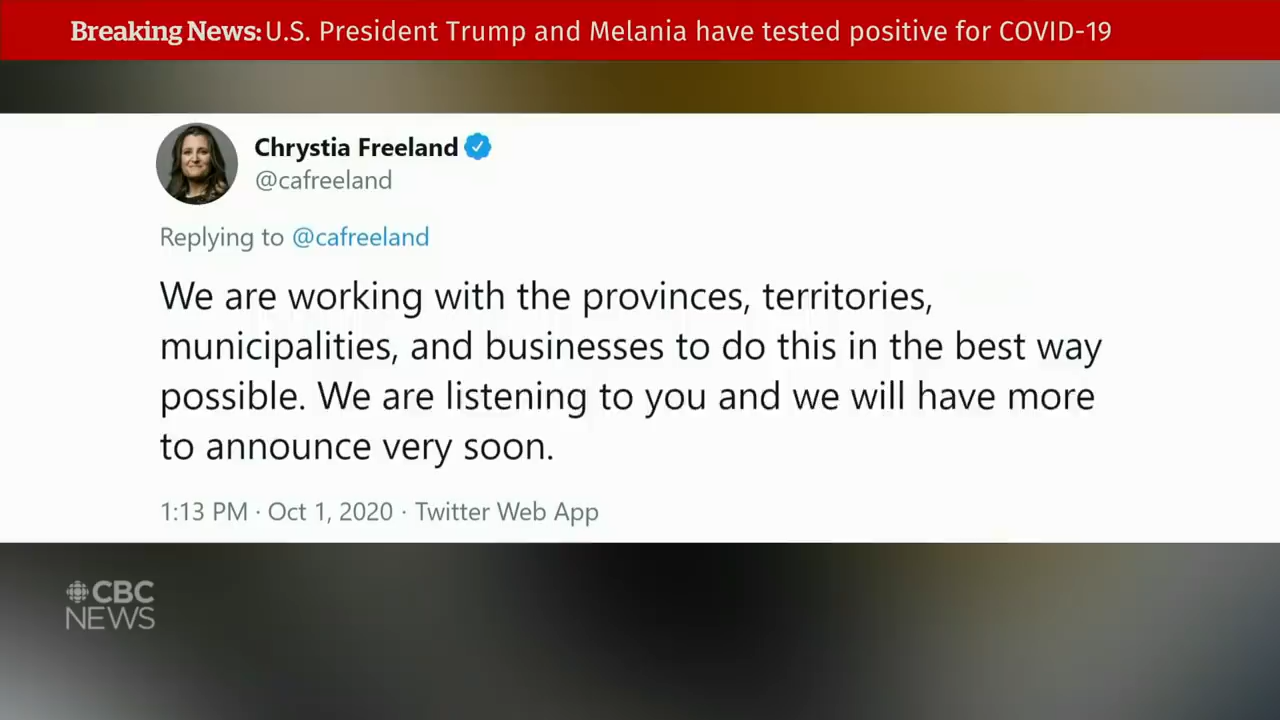 Breaking News: U.S. President Trump and Melania have tested positive for COVID-19
Chrystia Freeland
@cafreeland
Replying to @cafreeland
We are working with the provinces, territories,
municipalities, and businesses to do this in the best way
possible. We are listening to you and we will have more
to announce very soon.
1:13 PM · Oct 1, 2020 · Twitter Web App
CBC
NEWS